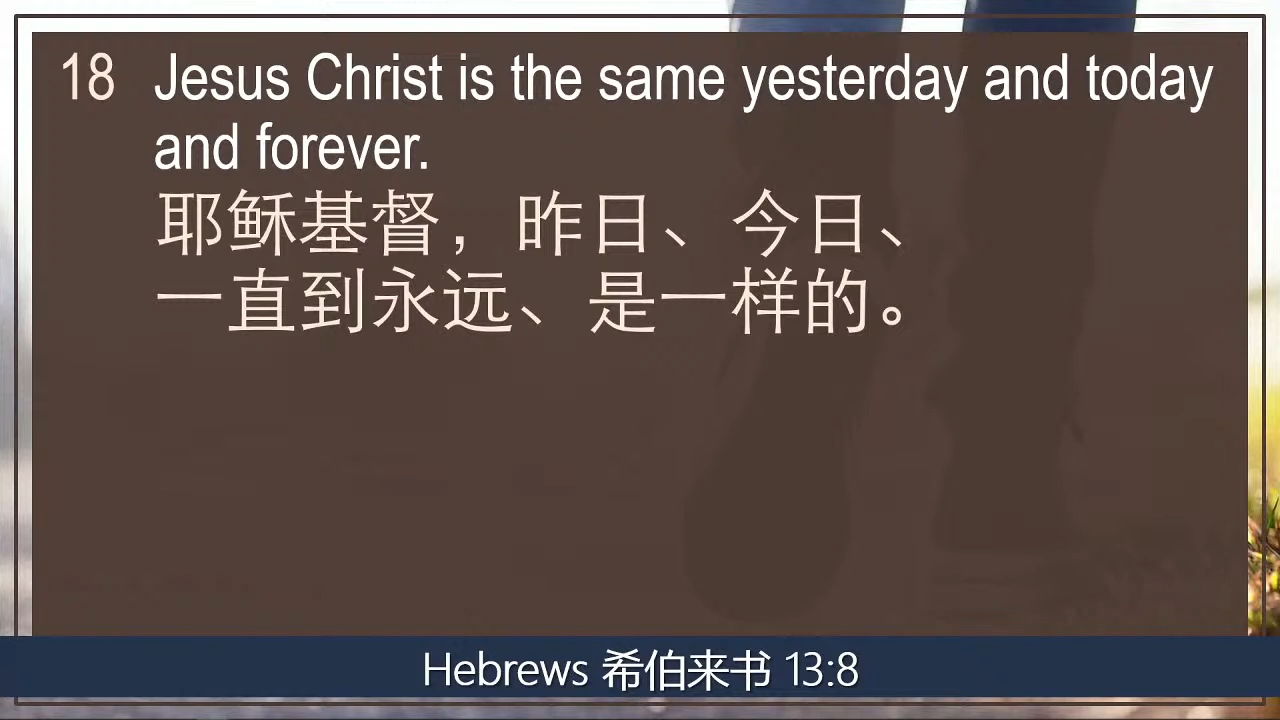 18 Jesus Christ is the same yesterday and today
and forever.
耶稣基督，昨日、今日、
一直到永远、是一样的。
Hebrews 希伯来书 13:8